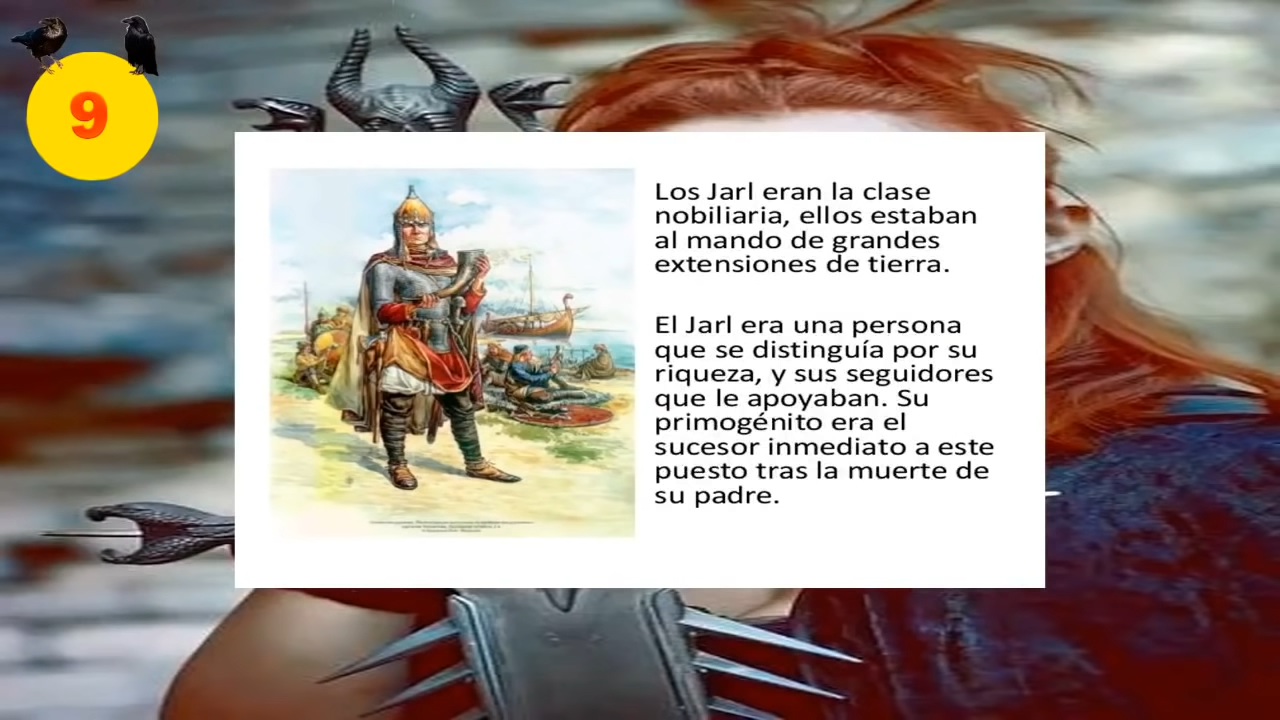 9
Los Jarl eran la clase
nobiliaria, ellos estaban
al mando de grandes
extensiones de tierra.
El Jarl era una persona
que se distinguía por su
riqueza, y sus seguidores
que le apoyaban. Su
primogénito era el
sucesor inmediato a este
puesto tras la muerte de
su padre.